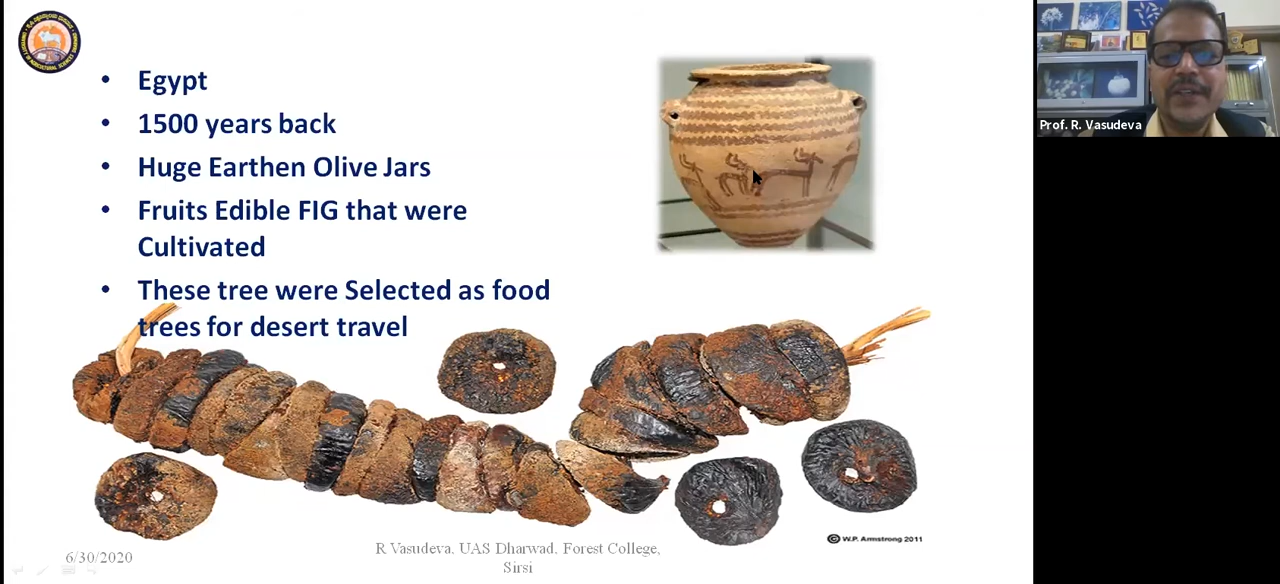 Egypt
1500 years back
Huge Earthen Olive Jars
Fruits Edible FIG that were
Cultivated
These tree were Selected as food
trees for desert travel
© W.P. Armstrong 2011
6/30/2020
R Vasudeva. UAS Dharwad. Forest College,
Sirsi
Prof. R. Vasudeva